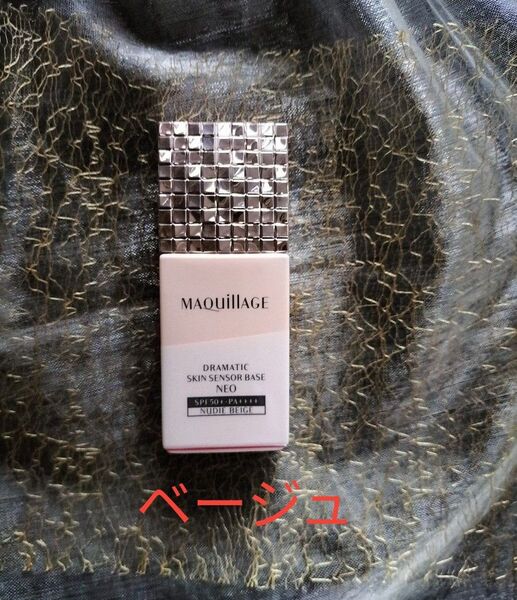 MAQuillAGE
DRAMATIC
SKIN SENSOR BASE
NEO
SPF50+・PA++++
NUDIE BEIGE
ベージュ